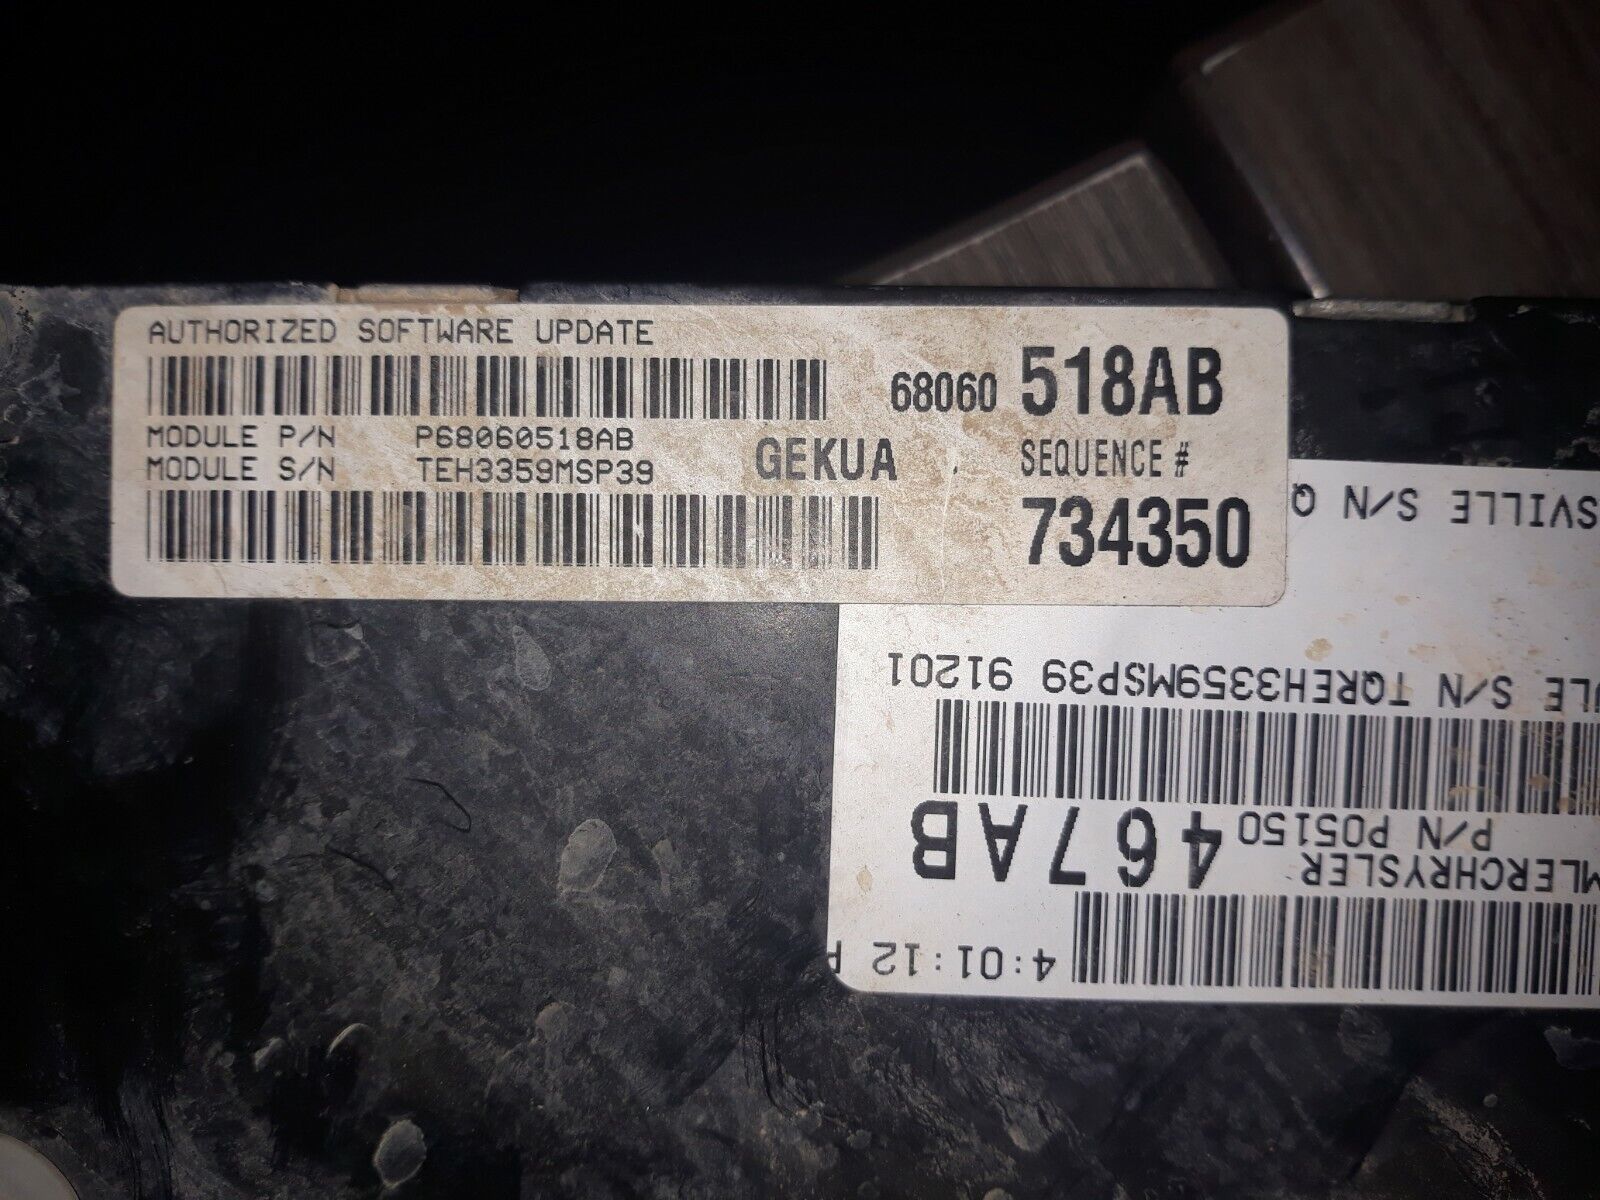 AUTHORIZED SOFTWARE UPDATE
68060 518AB
MODULE P/N P68060518AB
MODULE S/N TEH3359MSP39
GEKUA
SEQUENCE #
734350
4:01:12 P
MLERCHRYSLER
P/N P05150 467AB
ULE S/N TQREH3359MSP39 91201
SVILLE S/N Q